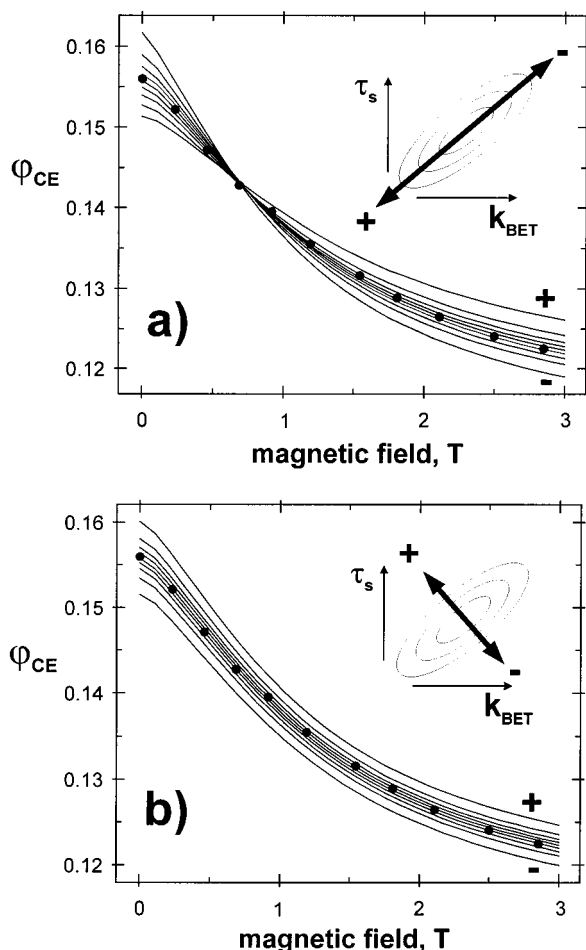 0.16
0.15
0.14
0.13
0.12
φCE
τs
kBET
+
-
+
-
a)
0 1 2 3
magnetic field, T
0.16
0.15
0.14
0.13
0.12
φCE
+
τs
-
kBET
+
-
b)
0 1 2 3
magnetic field, T